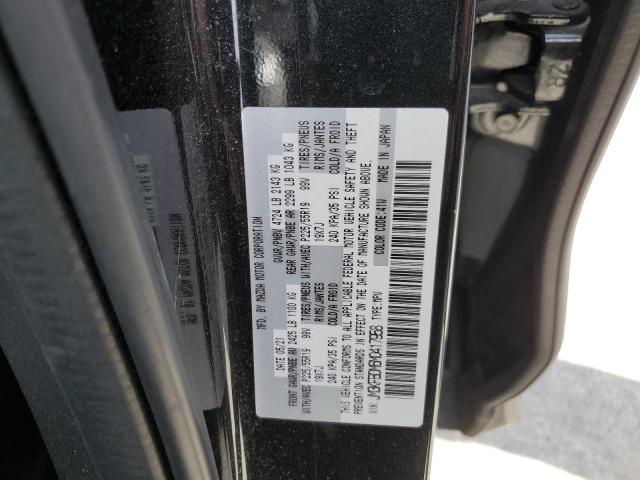 MFD BY MAZDA MOTOR CORPORATION
DATE 05/21 GVWR/PNBV 4724 LB 2143 KG
FRONT GAWR/PNBE AV 2425 LB 1100 KG REAR GAWR/PNBE AR 2299 LB 1043 KG
WITH/AVEC P225/55R19 99V TIRES/PNEUS WITH/AVEC P225/55R19 99V TIRES/PNEUS
19X7J RIMS/JANTES 19X7J RIMS/JANTES
240 KPA/35 PSI COLD/A FROID 240 KPA/35 PSI COLD/A FROID
THIS VEHICLE CONFORMS TO ALL APPLICABLE FEDERAL MOTOR VEHICLE SAFETY AND THEFT
PREVENTION STANDARDS IN EFFECT ON THE DATE OF MANUFACTURE SHOWN ABOVE.
COLOR CODE:41W MADE IN JAPAN
VIN: TYPE:MPV